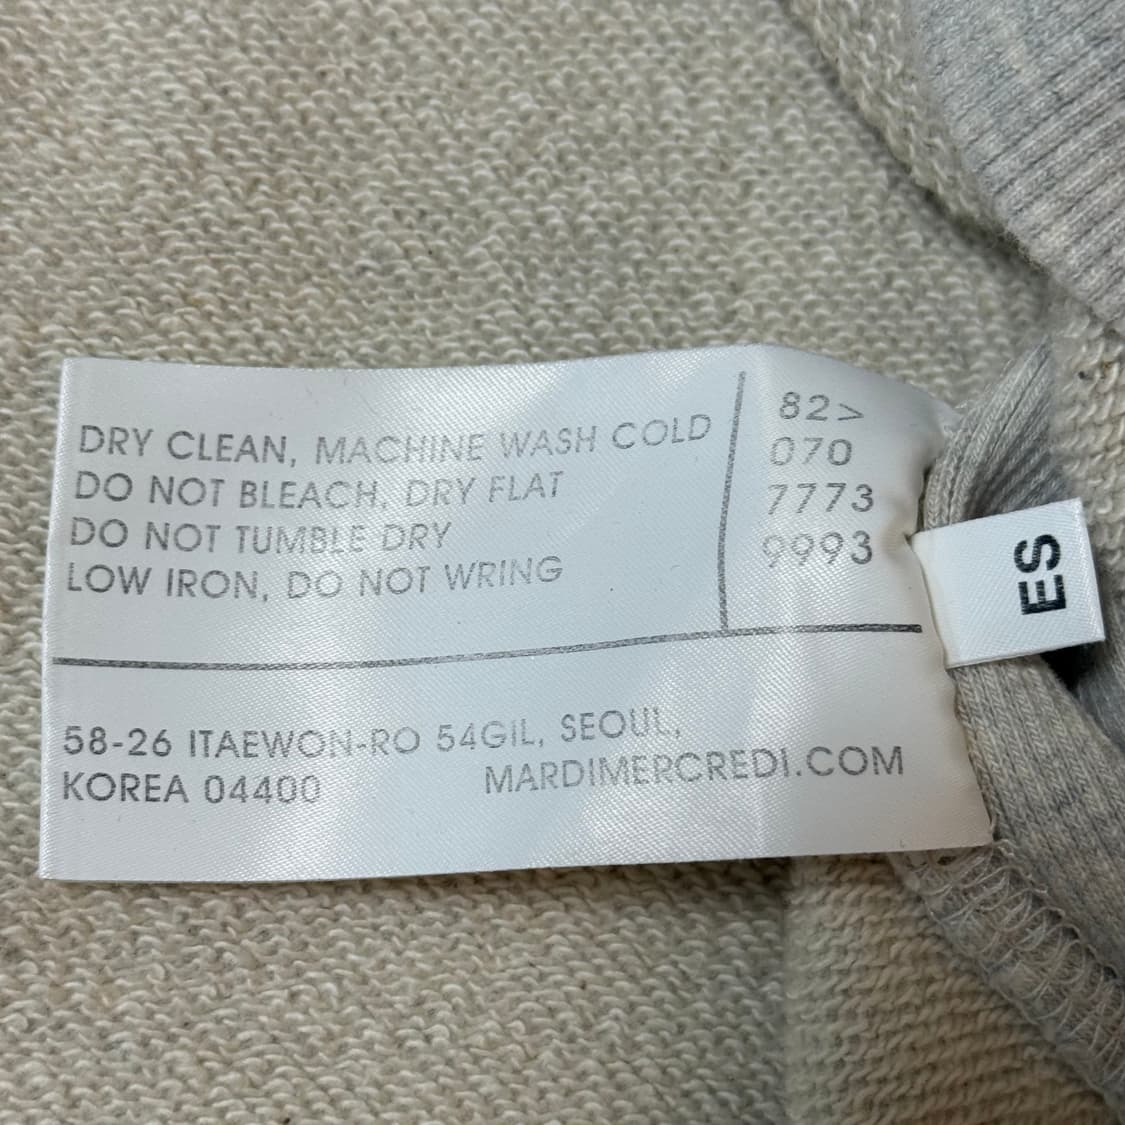 DRY CLEAN, MACHINE WASH COLD
DO NOT BLEACH, DRY FLAT
DO NOT TUMBLE DRY
LOW IRON, DO NOT WRING
82>
070
7773
9993
ES
58-26 ITAEWON-RO 54GIL, SEOUL,
KOREA 04400
MARDIMERCREDI.COM